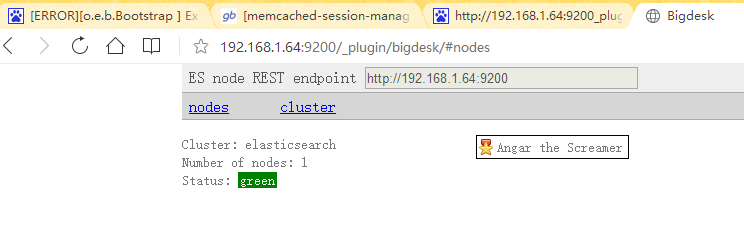 [ERROR][o.e.b.Bootstrap ] Ex
[memcached-session-manag
http://192.168.1.64:9200_plug
Bigdesk
192.168.1.64:9200/_plugin/bigdesk/#nodes
ES node REST endpoint http://192.168.1.64:9200
nodes cluster
Cluster: elasticsearch
Angar the Screamer
Number of nodes: 1
Status: green